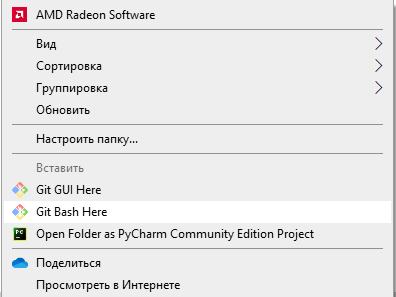 AMD Radeon Software
Вид
Сортировка
Группировка
Обновить
Настроить папку...
Вставить
Git GUI Here
Git Bash Here
Open Folder as PyCharm Community Edition Project
Поделиться
Просмотреть в Интернете